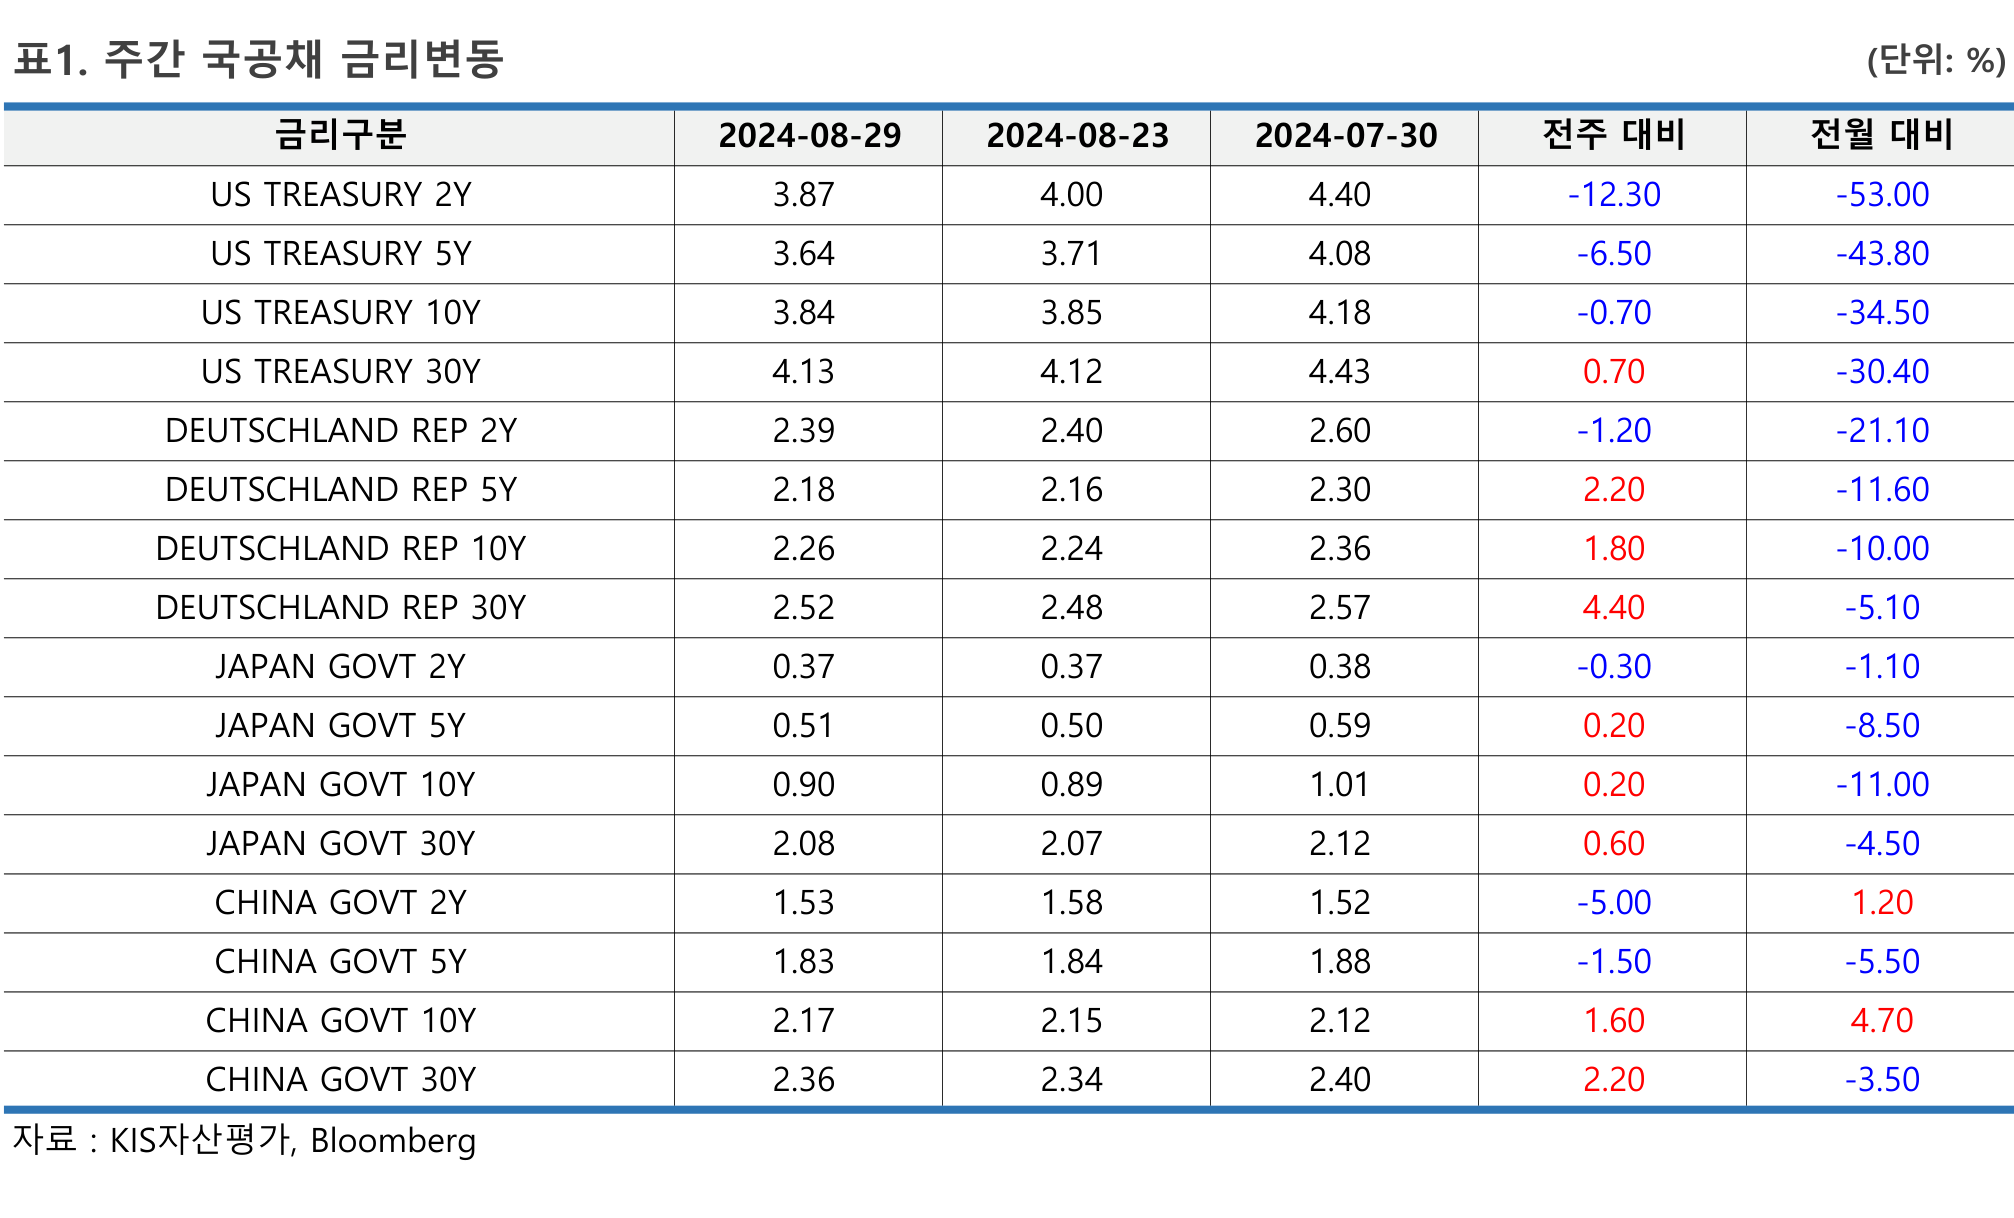 표1. 주간 국공채 금리변동 (단위: %)
금리구분 2024-08-29 2024-08-23 2024-07-30 전주 대비 전월 대비
US TREASURY 2Y 3.87 4.00 4.40 -12.30 -53.00
US TREASURY 5Y 3.64 3.71 4.08 -6.50 -43.80
US TREASURY 10Y 3.84 3.85 4.18 -0.70 -34.50
US TREASURY 30Y 4.13 4.12 4.43 0.70 -30.40
DEUTSCHLAND REP 2Y 2.39 2.40 2.60 -1.20 -21.10
DEUTSCHLAND REP 5Y 2.18 2.16 2.30 2.20 -11.60
DEUTSCHLAND REP 10Y 2.26 2.24 2.36 1.80 -10.00
DEUTSCHLAND REP 30Y 2.52 2.48 2.57 4.40 -5.10
JAPAN GOVT 2Y 0.37 0.37 0.38 -0.30 -1.10
JAPAN GOVT 5Y 0.51 0.50 0.59 0.20 -8.50
JAPAN GOVT 10Y 0.90 0.89 1.01 0.20 -11.00
JAPAN GOVT 30Y 2.08 2.07 2.12 0.60 -4.50
CHINA GOVT 2Y 1.53 1.58 1.52 -5.00 1.20
CHINA GOVT 5Y 1.83 1.84 1.88 -1.50 -5.50
CHINA GOVT 10Y 2.17 2.15 2.12 1.60 4.70
CHINA GOVT 30Y 2.36 2.34 2.40 2.20 -3.50
자료 : KIS자산평가, Bloomberg